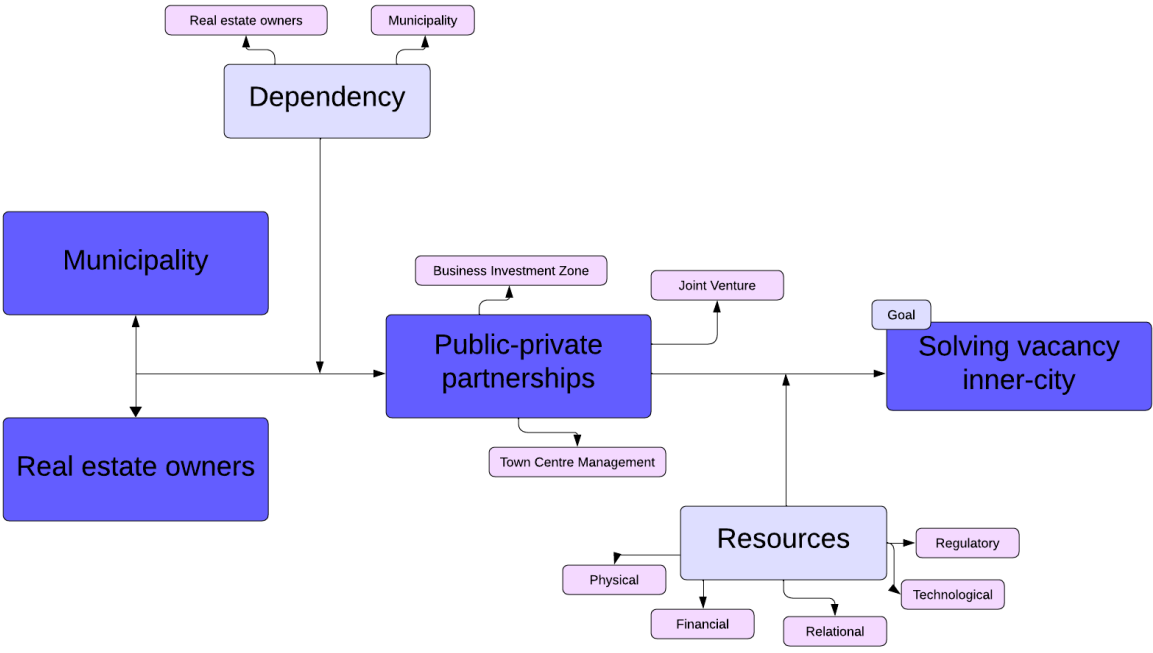 Real estate owners
Municipality
Dependency
Municipality
Business Investment Zone
Joint Venture
Goal
Public-private
partnerships
Solving vacancy
inner-city
Real estate owners
Town Centre Management
Resources
Regulatory
Physical
Technological
Financial
Relational